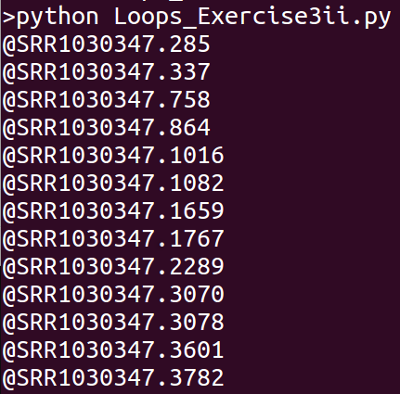 >python Loops_Exercise3ii.py
@SRR1030347.285
@SRR1030347.337
@SRR1030347.758
@SRR1030347.864
@SRR1030347.1016
@SRR1030347.1082
@SRR1030347.1659
@SRR1030347.1767
@SRR1030347.2289
@SRR1030347.3070
@SRR1030347.3078
@SRR1030347.3601
@SRR1030347.3782